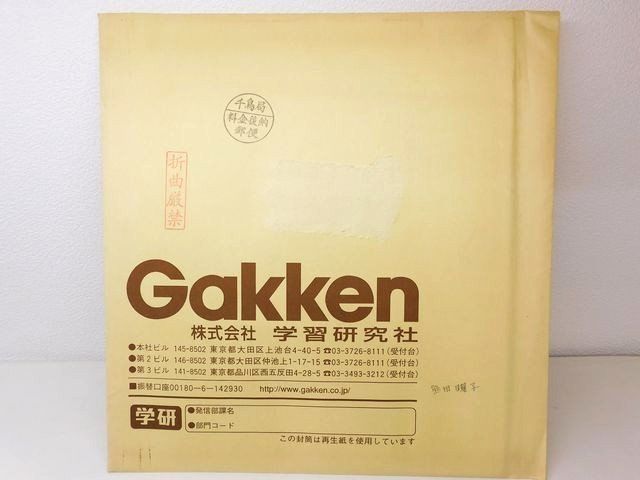 千鳥局
料金後納
郵便
折曲厳禁
Gakken
株式会社 学習研究社
●本社ビル 145-8502 東京都大田区上池台4-40-5 ☎03-3726-8111(受付台)
●第2ビル 146-8502 東京都大田区仲池上1-17-15 ☎03-3726-8111(受付台)
●第3ビル 141-8502 東京都品川区西五反田4-28-5 ☎03-3493-3212(受付台)
■振替口座00180-6-142930 http://www.gakken.co.jp/
学研
●発信部課名
●部門コード
この封筒は再生紙を使用しています